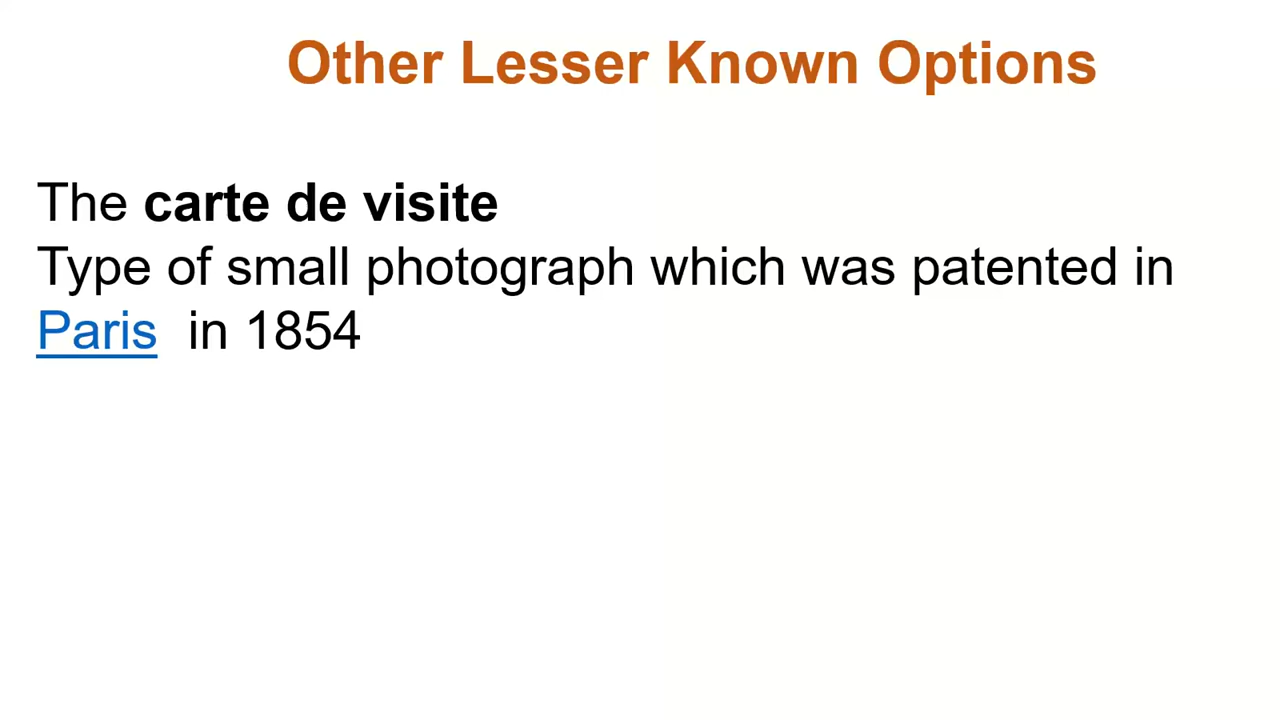 Other Lesser Known Options
The carte de visite
Type of small photograph which was patented in
Paris  in 1854